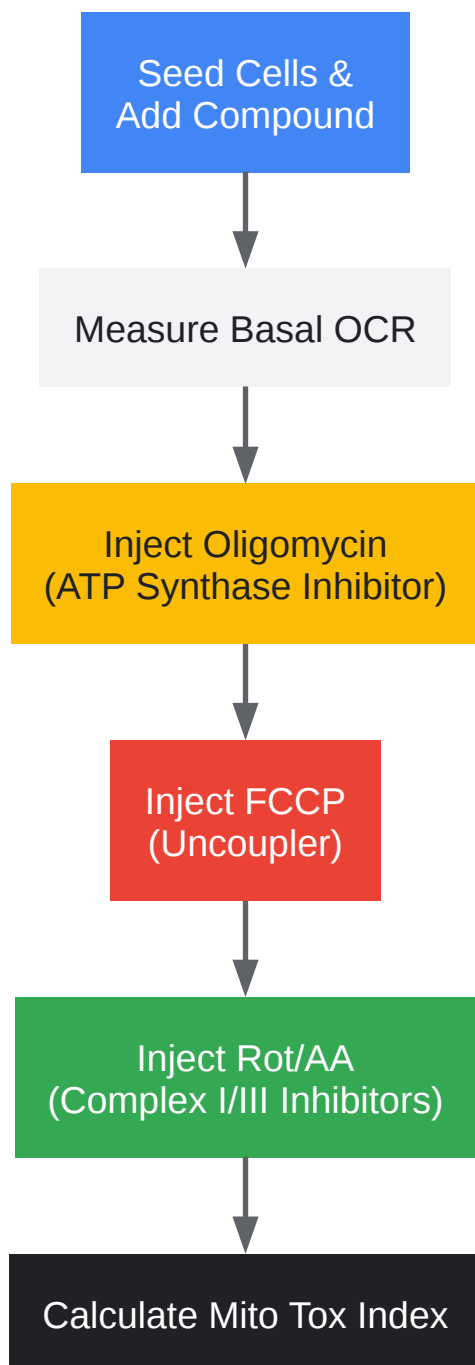 Seed Cells &
Add Compound
Measure Basal OCR
Inject Oligomycin
(ATP Synthase Inhibitor)
Inject FCCP
(Uncoupler)
Inject Rot/AA
(Complex I/III Inhibitors)
Calculate Mito Tox Index